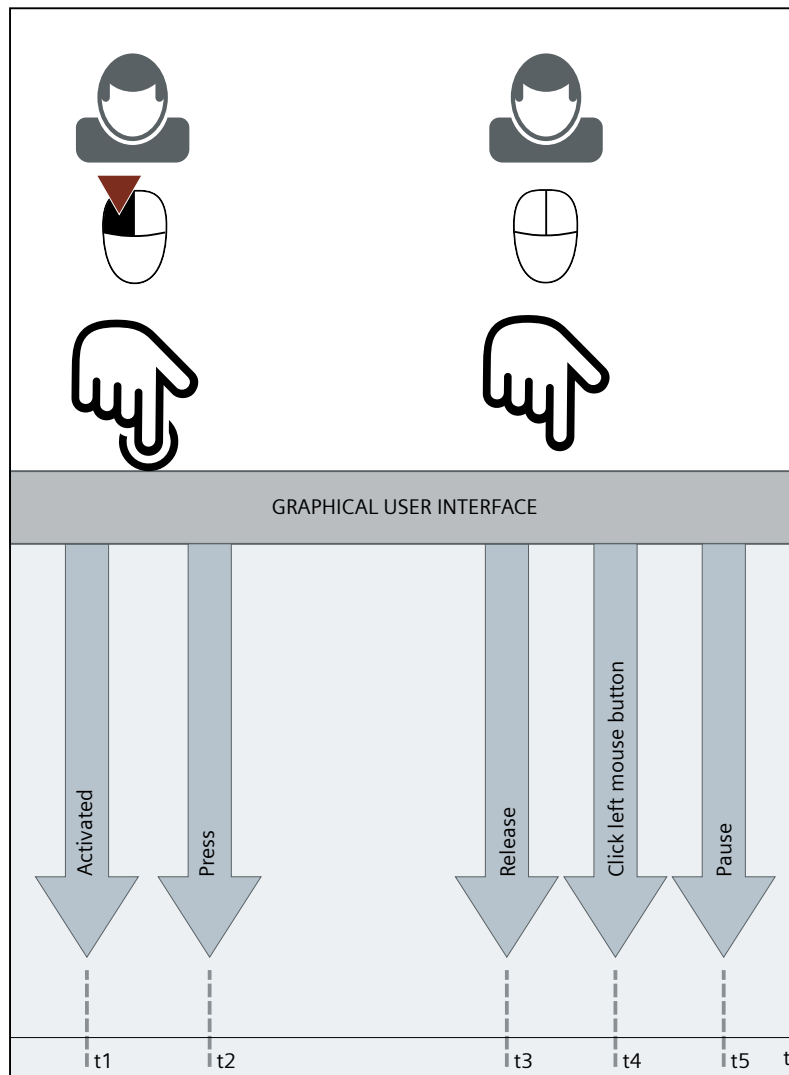 GRAPHICAL USER INTERFACE
Activated
Press
Release
Click left mouse button
Pause
t1
t2
t3
t4
t5
t